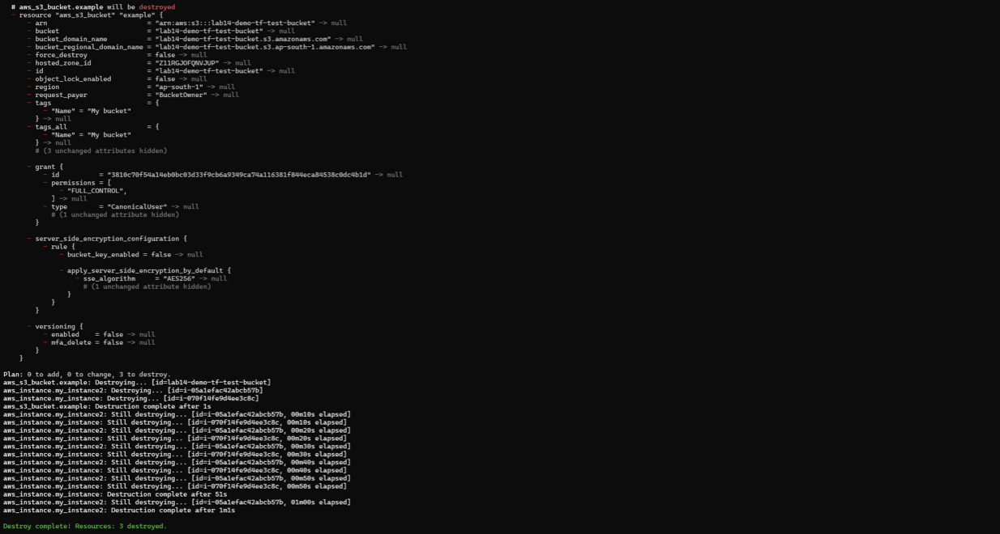 # aws_s3_bucket.example will be destroyed
- resource "aws_s3_bucket" "example" {
- arn = "arn:aws:s3:::lab14-demo-tf-test-bucket" -> null
- bucket = "lab14-demo-tf-test-bucket" -> null
- bucket_domain_name = "lab14-demo-tf-test-bucket.s3.amazonaws.com" -> null
- bucket_regional_domain_name = "lab14-demo-tf-test-bucket.s3.ap-south-1.amazonaws.com" -> null
- force_destroy = false -> null
- hosted_zone_id = "Z11RGJOFQNVJUP" -> null
- id = "lab14-demo-tf-test-bucket" -> null
- object_lock_enabled = false -> null
- region = "ap-south-1" -> null
- request_payer = "BucketOwner" -> null
- tags = {
- "Name" = "My bucket"
} -> null
- tags_all = {
- "Name" = "My bucket"
} -> null
# (3 unchanged attributes hidden)
- grant {
- id = "3810c70f54a14eb0bc03d33f9cb6a9349ca74a116381f844eca84538c0dc4b1d" -> null
- permissions = [
- "FULL_CONTROL",
] -> null
- type = "CanonicalUser" -> null
# (1 unchanged attribute hidden)
}
- server_side_encryption_configuration {
- rule {
- bucket_key_enabled = false -> null
- apply_server_side_encryption_by_default {
- sse_algorithm = "AES256" -> null
# (1 unchanged attribute hidden)
}
}
}
- versioning {
- enabled = false -> null
- mfa_delete = false -> null
}
}
Plan: 0 to add, 0 to change, 3 to destroy.
aws_s3_bucket.example: Destroying... [id=lab14-demo-tf-test-bucket]
aws_instance.my_instance2: Destroying... [id=i-05a1efac42abcb57b]
aws_instance.my_instance: Destroying... [id=i-070f14fe9d4ee3c8c]
aws_s3_bucket.example: Destruction complete after 1s
aws_instance.my_instance2: Still destroying... [id=i-05a1efac42abcb57b, 00m10s elapsed]
aws_instance.my_instance: Still destroying... [id=i-070f14fe9d4ee3c8c, 00m10s elapsed]
aws_instance.my_instance2: Still destroying... [id=i-05a1efac42abcb57b, 00m20s elapsed]
aws_instance.my_instance: Still destroying... [id=i-070f14fe9d4ee3c8c, 00m20s elapsed]
aws_instance.my_instance2: Still destroying... [id=i-05a1efac42abcb57b, 00m30s elapsed]
aws_instance.my_instance: Still destroying... [id=i-070f14fe9d4ee3c8c, 00m30s elapsed]
aws_instance.my_instance2: Still destroying... [id=i-05a1efac42abcb57b, 00m40s elapsed]
aws_instance.my_instance: Still destroying... [id=i-070f14fe9d4ee3c8c, 00m40s elapsed]
aws_instance.my_instance2: Still destroying... [id=i-05a1efac42abcb57b, 00m50s elapsed]
aws_instance.my_instance: Still destroying... [id=i-070f14fe9d4ee3c8c, 00m50s elapsed]
aws_instance.my_instance: Destruction complete after 51s
aws_instance.my_instance2: Still destroying... [id=i-05a1efac42abcb57b, 01m00s elapsed]
aws_instance.my_instance2: Destruction complete after 1m1s
Destroy complete! Resources: 3 destroyed.